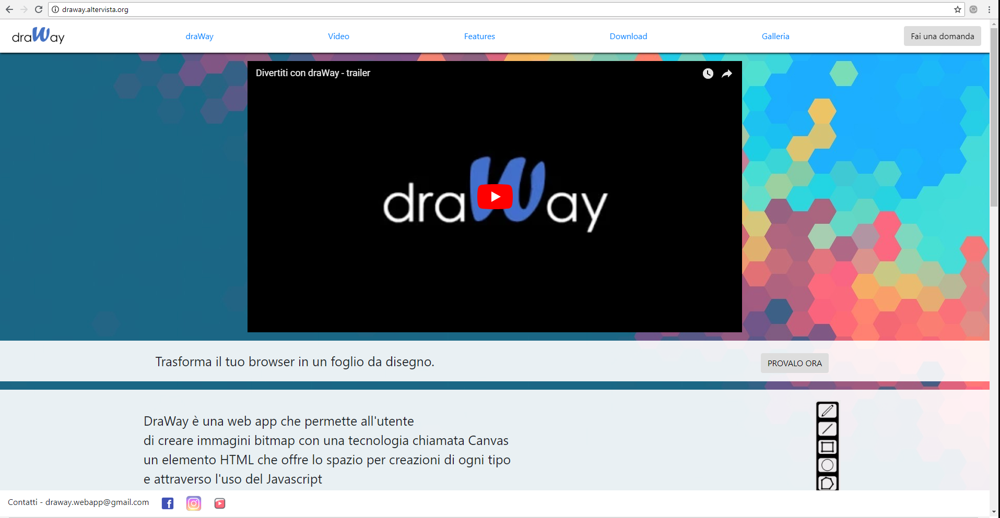 draway.altervista.org
draWay
draWay
Video
Features
Download
Galleria
Fai una domanda
Divertiti con draWay - trailer
draWay
Trasforma il tuo browser in un foglio da disegno.
PROVALO ORA
DraWay è una web app che permette all'utente
di creare immagini bitmap con una tecnologia chiamata Canvas
un elemento HTML che offre lo spazio per creazioni di ogni tipo
e attraverso l'uso del Javascript
Contatti - draway.webapp@gmail.com